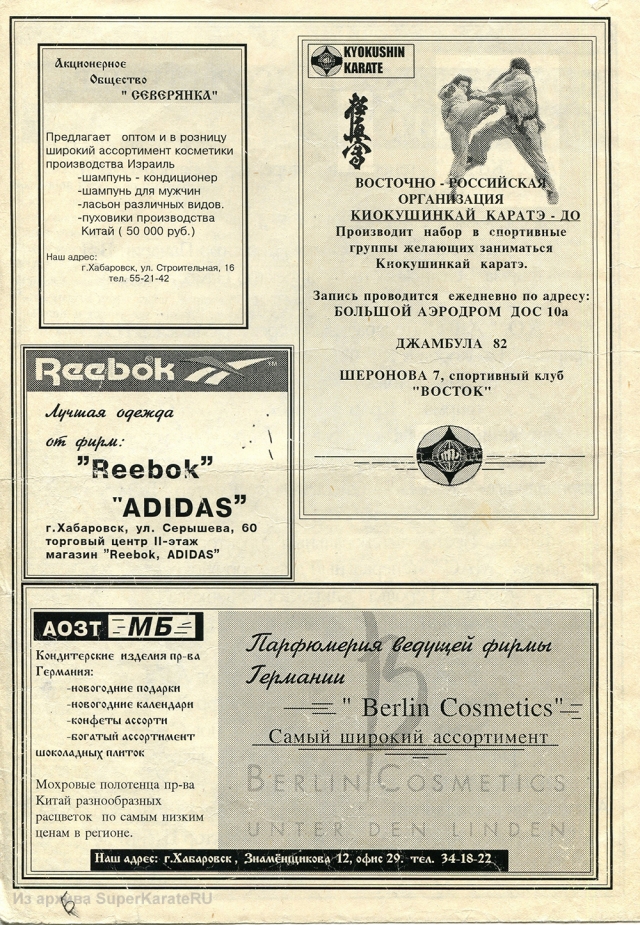 Акционерное
Общество
" СЕВЕРЯНКА"
Предлагает оптом и в розницу
широкий ассортимент косметики
производства Израиль
-шампунь - кондиционер
-шампунь для мужчин
-ласьон различных видов.
-пуховики производства
Китай ( 50 000 руб.)
Наш адрес:
г.Хабаровск, ул. Строительная, 16
тел. 55-21-42
KYOKUSHIN
KARATE
極真会
ВОСТОЧНО - РОССИЙСКАЯ
ОРГАНИЗАЦИЯ
КИОКУШИНКАЙ КАРАТЭ - ДО
Производит набор в спортивные
группы желающих заниматься
Киокушинкай каратэ.
Запись проводится ежедневно по адресу:
БОЛЬШОЙ АЭРОДРОМ ДОС 10а
ДЖАМБУЛА 82
ШЕРОНОВА 7, спортивный клуб
"ВОСТОК"
Reebok ™
Лучшая одежда
от фирм:
"Reebok"
"ADIDAS"
г.Хабаровск, ул. Серышева, 60
торговый центр II-этаж
магазин "Reebok, ADIDAS"
АОЗТ МБ
Кондитерские изделия пр-ва
Германия:
-новогодние подарки
-новогодние календари
-конфеты ассорти
-богатый ассортимент
шоколадных плиток
Мохровые полотенца пр-ва
Китай разнообразных
расцветок по самым низким
ценам в регионе.
Парфюмерия ведущей фирмы
Германии
" Berlin Cosmetics"
Самый широкий ассортимент
BERLIN COSMETICS
UNTER DEN LINDEN
Наш адрес: г.Хабаровск, Знаменщикова 12, офис 29. тел. 34-18-22
Из архива SuperKarateRU